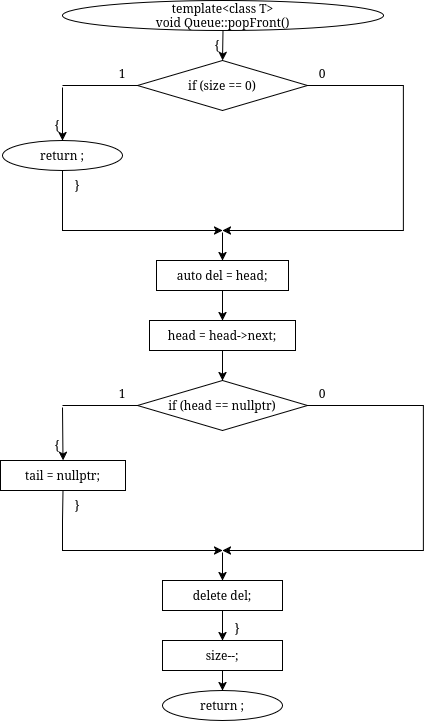 template<class T>
void Queue::popFront()
{
1
if (size == 0)
0
{
return ;
}
auto del = head;
head = head->next;
1
if (head == nullptr)
0
{
tail = nullptr;
}
delete del;
}
size--;
return ;